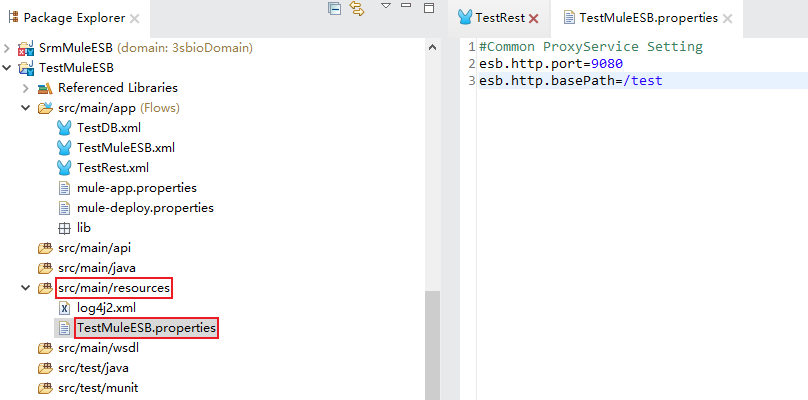 Package Explorer
SrmMuleESB (domain: 3sbioDomain)
TestMuleESB
Referenced Libraries
src/main/app (Flows)
TestDB.xml
TestMuleESB.xml
TestRest.xml
mule-app.properties
mule-deploy.properties
lib
src/main/api
src/main/java
src/main/resources
log4j2.xml
TestMuleESB.properties
src/main/wsdl
src/test/java
src/test/munit
TestRest
TestMuleESB.properties
1 #Common ProxyService Setting
2 esb.http.port=9080
3 esb.http.basePath=/test